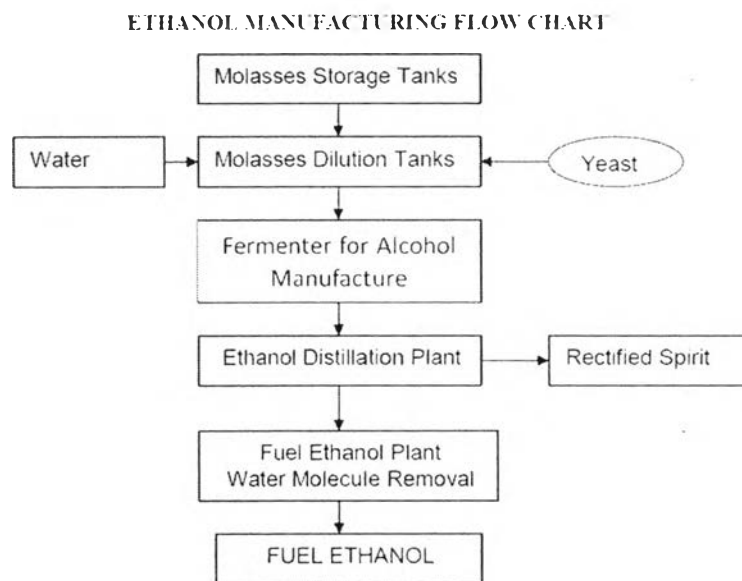 ETHANOL MANUFACTURING FLOW CHART
Molasses Storage Tanks
Water
Molasses Dilution Tanks
Yeast
Fermenter for Alcohol
Manufacture
Ethanol Distillation Plant
Rectified Spirit
Fuel Ethanol Plant
Water Molecule Removal
FUEL ETHANOL